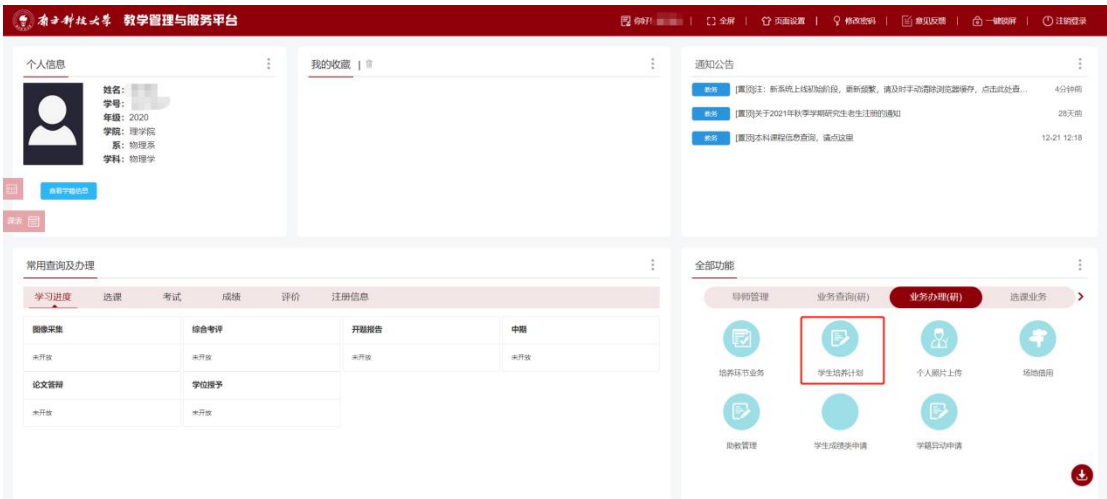 南方科技大学 教学管理与服务平台
你好!
全屏
页面设置
修改密码
意见反馈
一键锁屏
注销登录
个人信息
姓名:
学号:
年级: 2020
学院: 理学院
系: 物理系
学科: 物理学
查看学籍信息
课表
我的收藏
通知公告
教务 [置顶]注: 新系统上线初始阶段, 更新频繁, 请及时手动清除浏览器缓存, 点击此处查... 4分钟前
教务 [置顶]关于2021年秋季学期研究生老生注册的通知 28天前
教务 [置顶]本科课程信息查询, 请点这里 12-21 12:18
常用查询及办理
学习进度 选课 考试 成绩 评价 注册信息
图像采集 综合考评 开题报告 中期
未开放 未开放 未开放 未开放
论文答辩 学位授予
未开放 未开放
全部功能
导师管理 业务查询(研) 业务办理(研) 选课业务
培养环节业务 学生培养计划 个人照片上传 场地借用
助教管理 学生成绩类申请 学籍异动申请